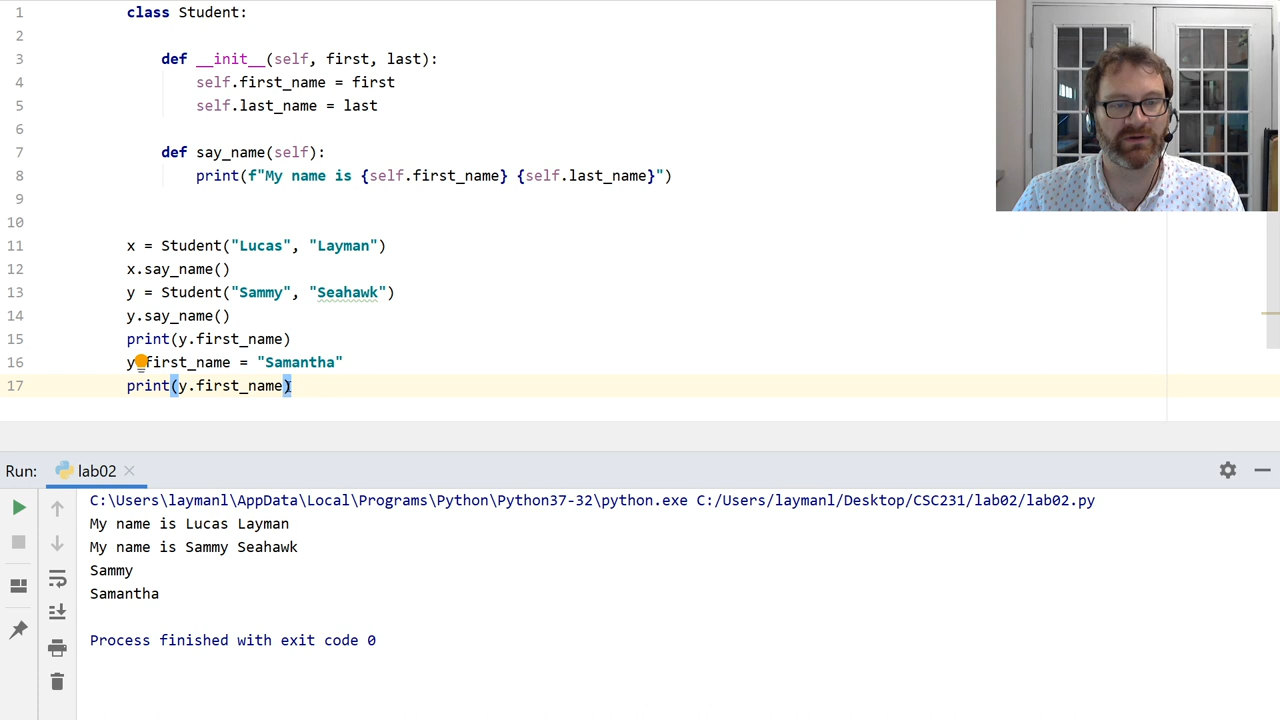 1 class Student:
2
3 def __init__(self, first, last):
4 self.first_name = first
5 self.last_name = last
6
7 def say_name(self):
8 print(f"My name is {self.first_name} {self.last_name}")
9
10
11 x = Student("Lucas", "Layman")
12 x.say_name()
13 y = Student("Sammy", "Seahawk")
14 y.say_name()
15 print(y.first_name)
16 y first_name = "Samantha"
17 print(y.first_name)
Run: lab02
C:\Users\laymanl\AppData\Local\Programs\Python\Python37-32\python.exe C:/Users/laymanl/Desktop/CSC231/lab02/lab02.py
My name is Lucas Layman
My name is Sammy Seahawk
Sammy
Samantha
Process finished with exit code 0